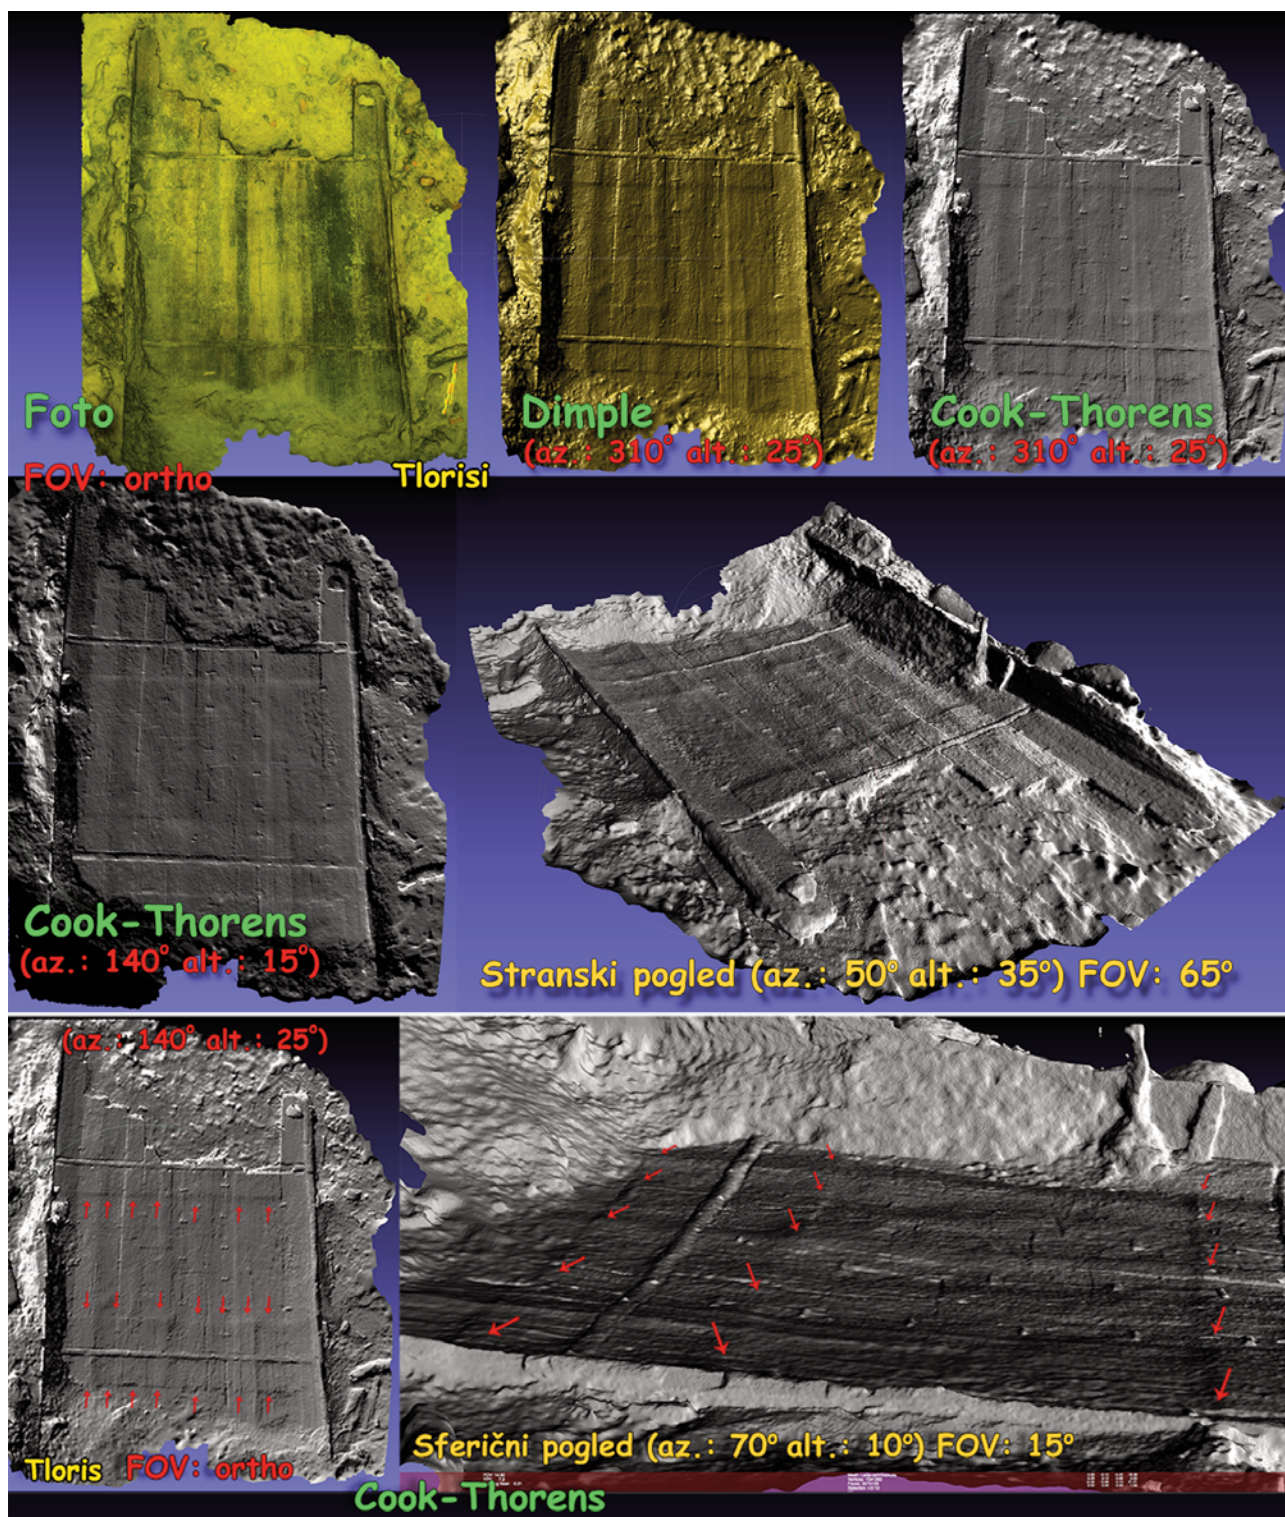 Foto
FOV: ortho
Tlorisi
Dimple
(az.: 310° alt.: 25°)
Cook-Thorens
(az.: 310° alt.: 25°)
Cook-Thorens
(az.: 140° alt.: 15°)
Stranski pogled (az.: 50° alt.: 35°) FOV: 65°
(az.: 140° alt.: 25°)
Tloris FOV: ortho
Sferični pogled (az.: 70° alt.: 10°) FOV: 15°
Cook-Thorens